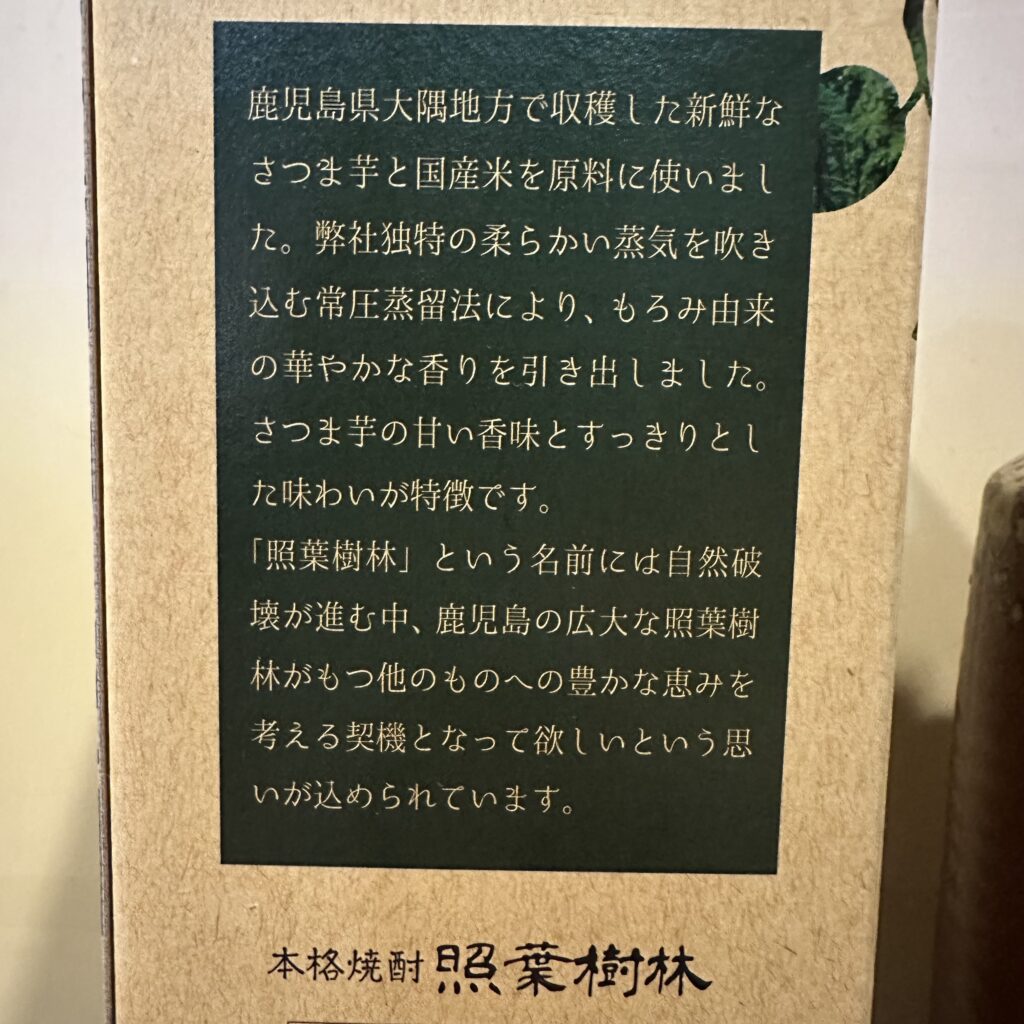 鹿児島県大隅地方で収穫した新鮮な
さつま芋と国産米を原料に使いまし
た。弊社独特の柔らかい蒸気を吹き
込む常圧蒸留法により、もろみ由来
の華やかな香りを引き出しました。
さつま芋の甘い香味とすっきりとし
た味わいが特徴です。
「照葉樹林」という名前には自然破
壊が進む中、鹿児島の広大な照葉樹
林がもつ他のものへの豊かな恵みを
考える契機となって欲しいという思
いが込められています。
本格焼酎 照葉樹林